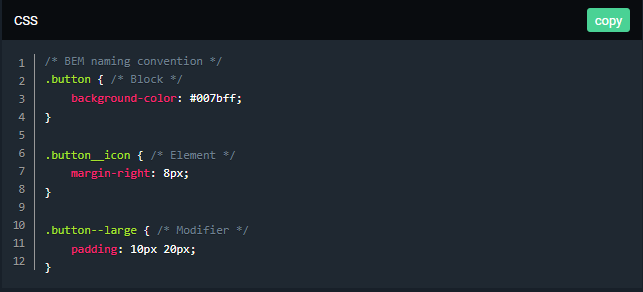 CSS
copy
1 /* BEM naming convention */
2 .button { /* Block */
3     background-color: #007bff;
4 }
5
6 .button__icon { /* Element */
7     margin-right: 8px;
8 }
9
10 .button--large { /* Modifier */
11     padding: 10px 20px;
12 }